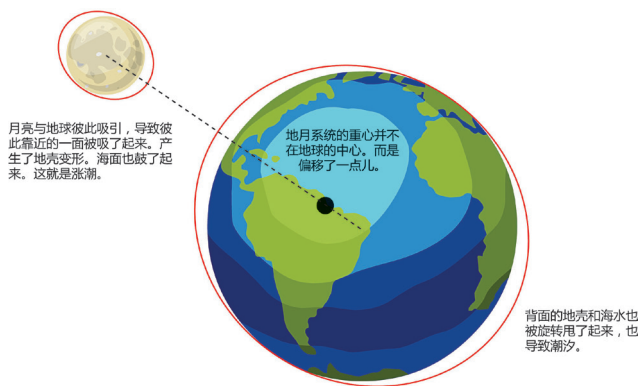 月亮与地球彼此吸引，导致彼
此靠近的一面被吸了起来。产
生了地壳变形。海面也鼓了起
来。这就是涨潮。
地月系统的重心并不
在地球的中心。而是
偏移了一点儿。
背面的地壳和海水也
被旋转甩了起来，也
导致潮汐。